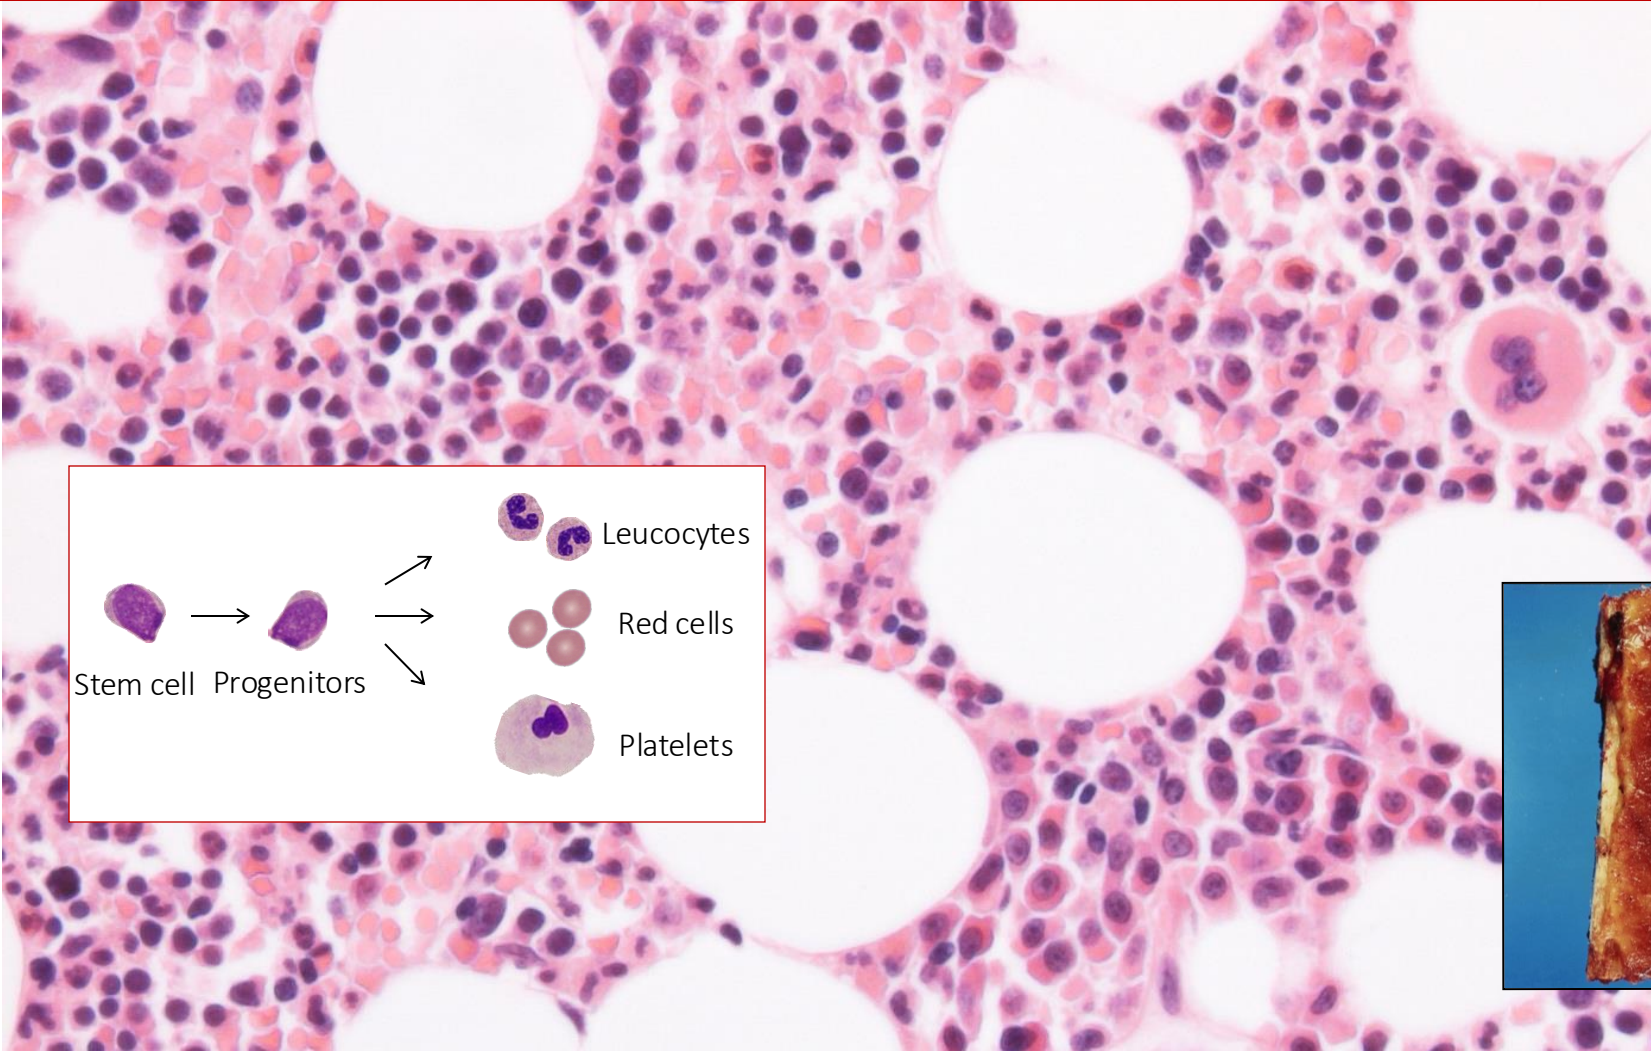 Leucocytes
Red cells
Stem cell
Progenitors
Platelets